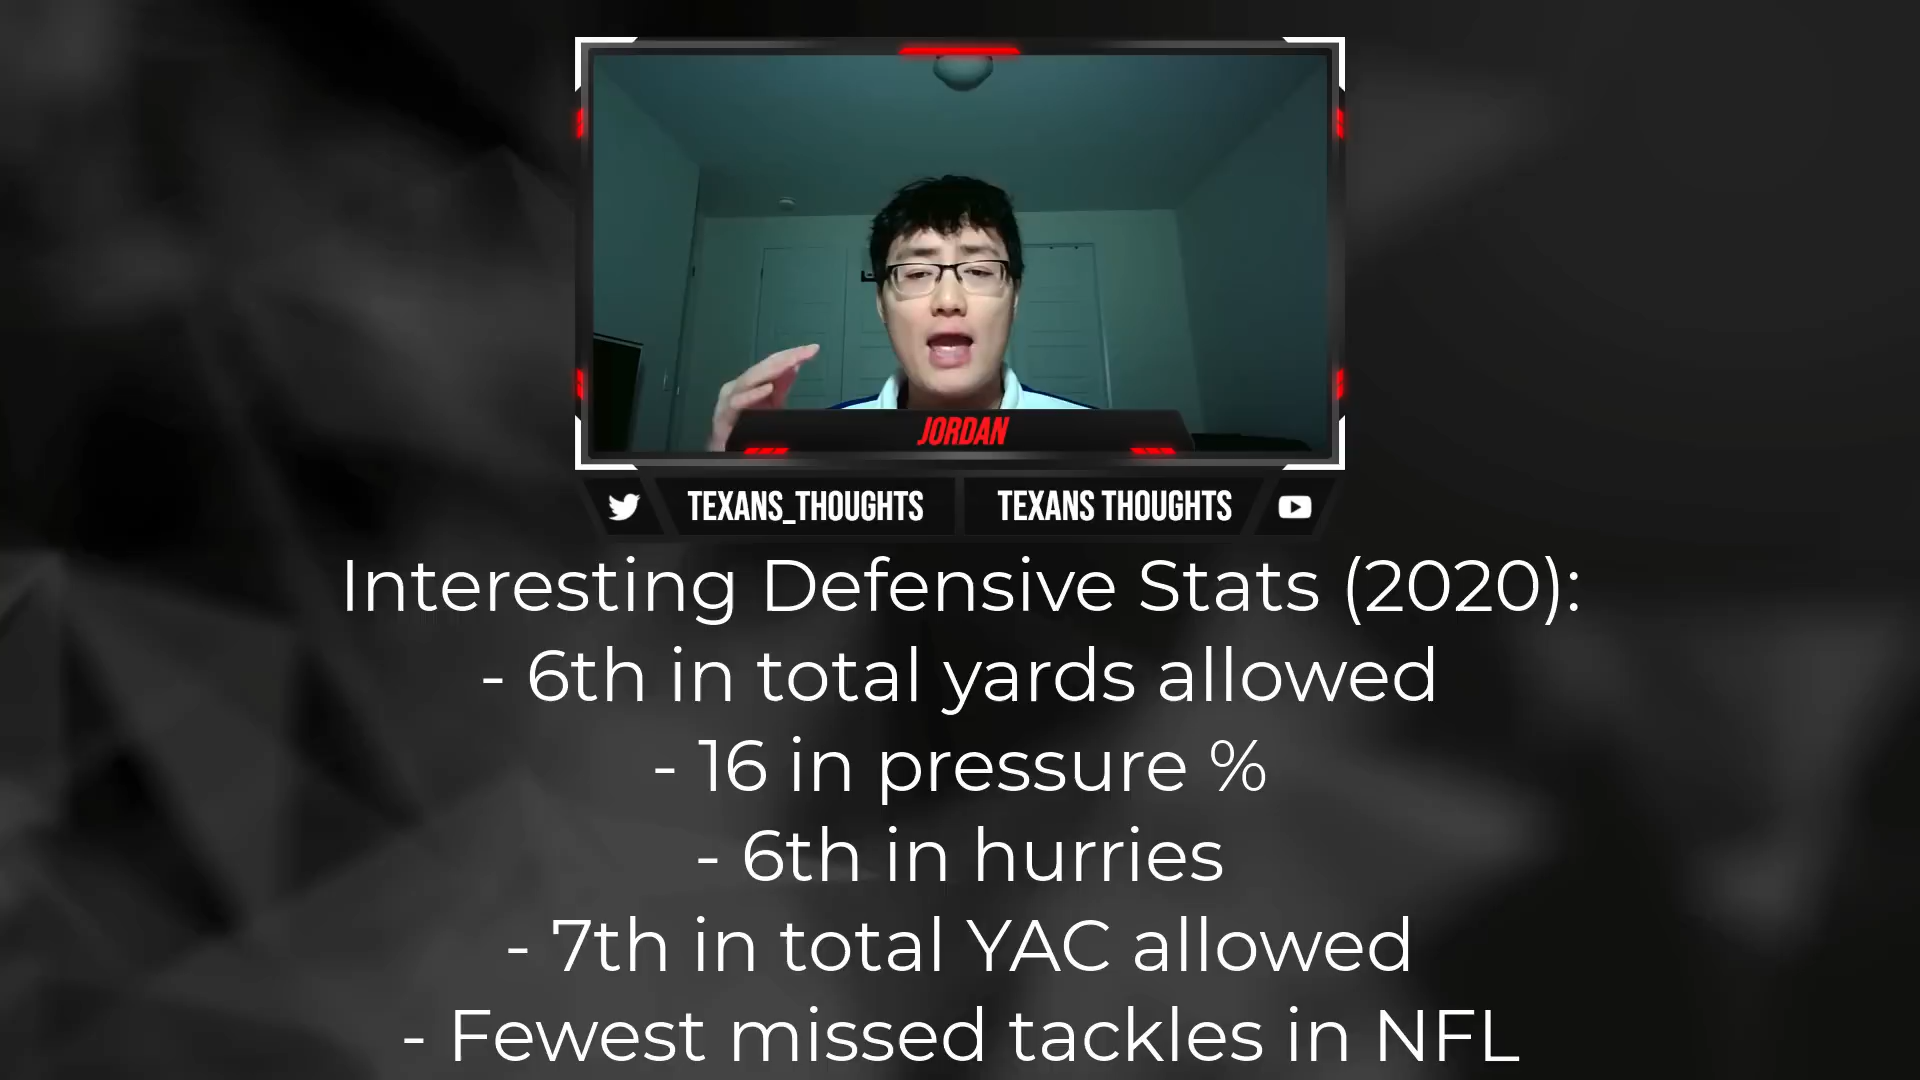 JORDAN
TEXANS_THOUGHTS
TEXANS THOUGHTS
Interesting Defensive Stats (2020):
- 6th in total yards allowed
- 16 in pressure %
- 6th in hurries
- 7th in total YAC allowed
- Fewest missed tackles in NFL